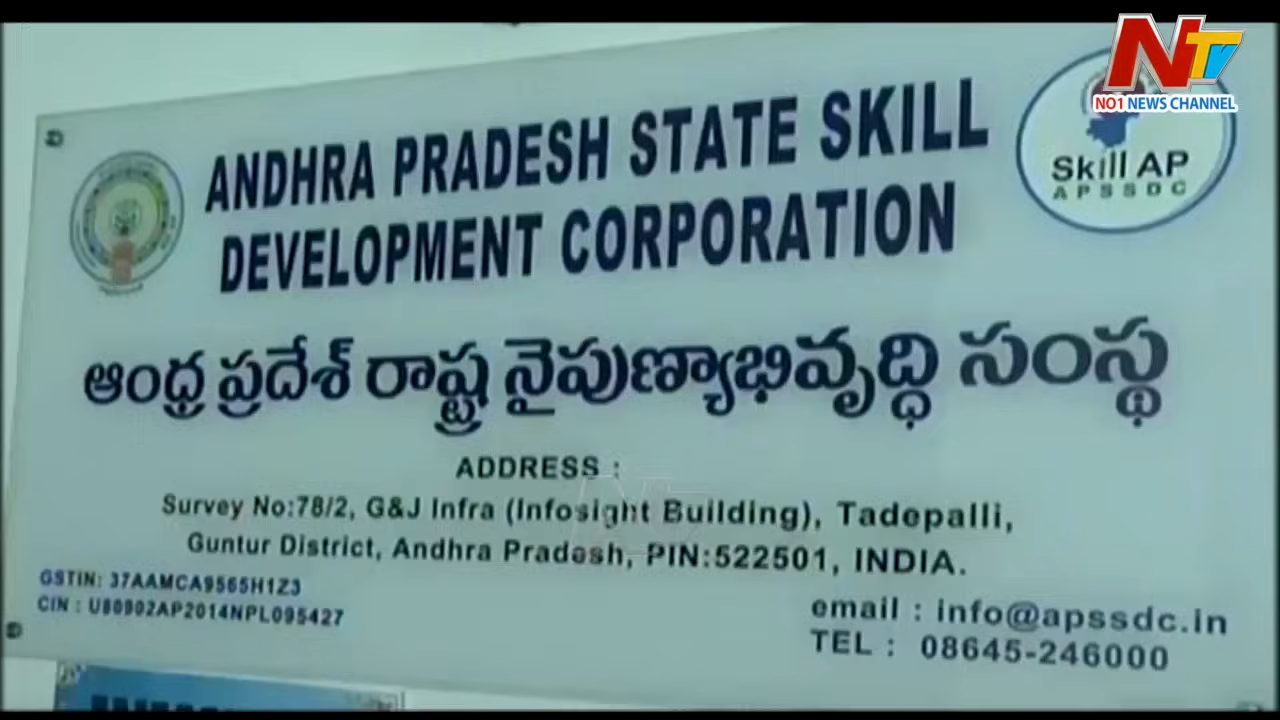 NTV
NO1 NEWS CHANNEL
ANDHRA PRADESH STATE SKILL
DEVELOPMENT CORPORATION
Skill AP
APSSDC
ఆంధ్ర ప్రదేశ్ రాష్ట్ర నైపుణ్యాభివృద్ధి సంస్థ
ADDRESS :
Survey No:78/2, G&J Infra (Infosight Building), Tadepalli,
Guntur District, Andhra Pradesh, PIN:522501, INDIA.
GSTIN: 37AAMCA9565H1Z3
CIN : U80902AP2014NPL095427
email : info@apssdc.in
TEL : 08645-246000